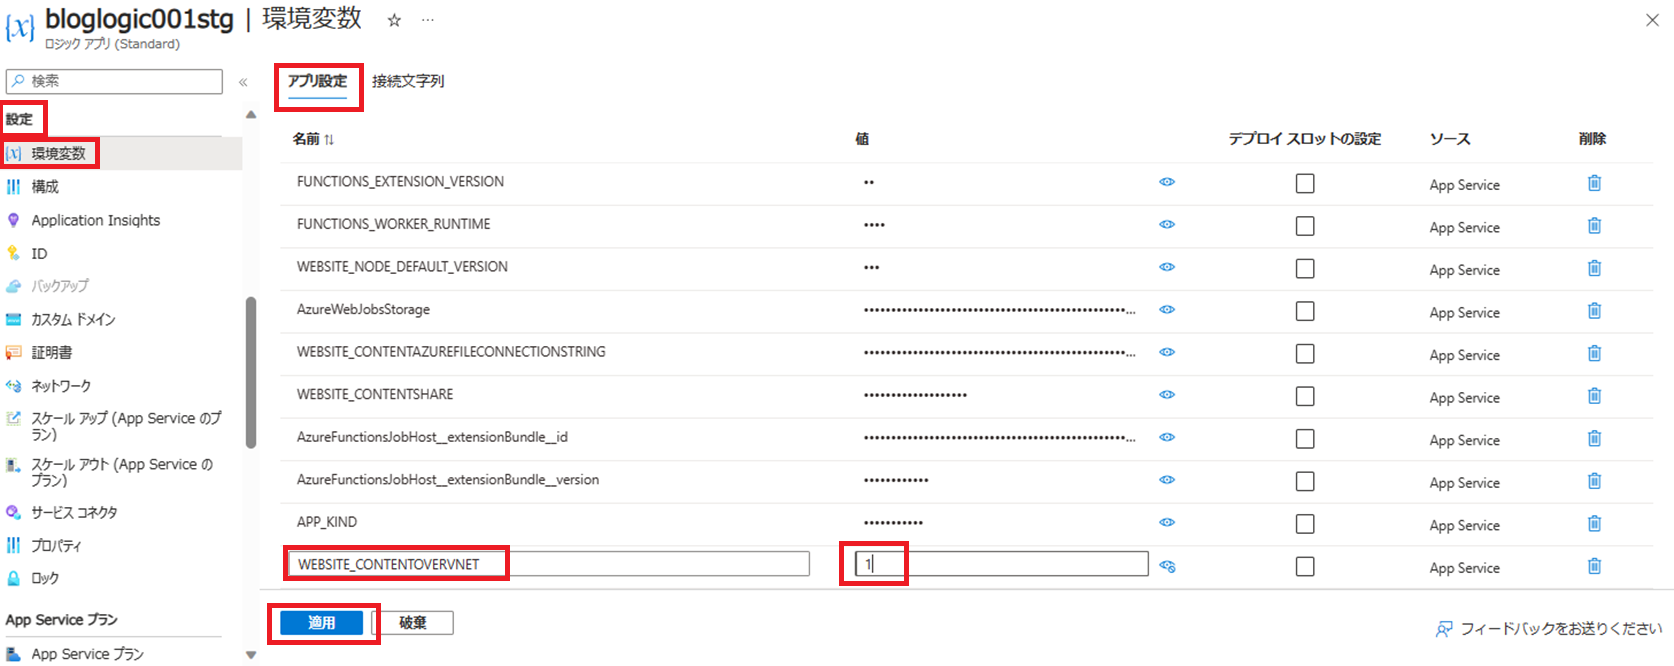 bloglogic001stg | 環境変数
ロジック アプリ (Standard)
検索
設定
環境変数
構成
Application Insights
ID
バックアップ
カスタム ドメイン
証明書
ネットワーク
スケール アップ (App Service のプ
ラン)
スケール アウト (App Service の
プラン)
サービス コネクタ
プロパティ
ロック
App Service プラン
App Service プラン
アプリ設定 接続文字列
名前 値 デプロイ スロットの設定 ソース 削除
FUNCTIONS_EXTENSION_VERSION •• App Service
FUNCTIONS_WORKER_RUNTIME •••• App Service
WEBSITE_NODE_DEFAULT_VERSION ••• App Service
AzureWebJobsStorage ••••••••••••••••••••••••••••••••••••••••••••••••••... App Service
WEBSITE_CONTENTAZUREFILECONNECTIONSTRING ••••••••••••••••••••••••••••••••••••••••••••••••••... App Service
WEBSITE_CONTENTSHARE ••••••••••••••••••• App Service
AzureFunctionsJobHost__extensionBundle__id ••••••••••••••••••••••••••••••••••••••••••••••••••... App Service
AzureFunctionsJobHost__extensionBundle__version •••••••••••• App Service
APP_KIND ••••••••••• App Service
WEBSITE_CONTENTOVERVNET 1 App Service
適用 破棄
フィードバックをお送りください